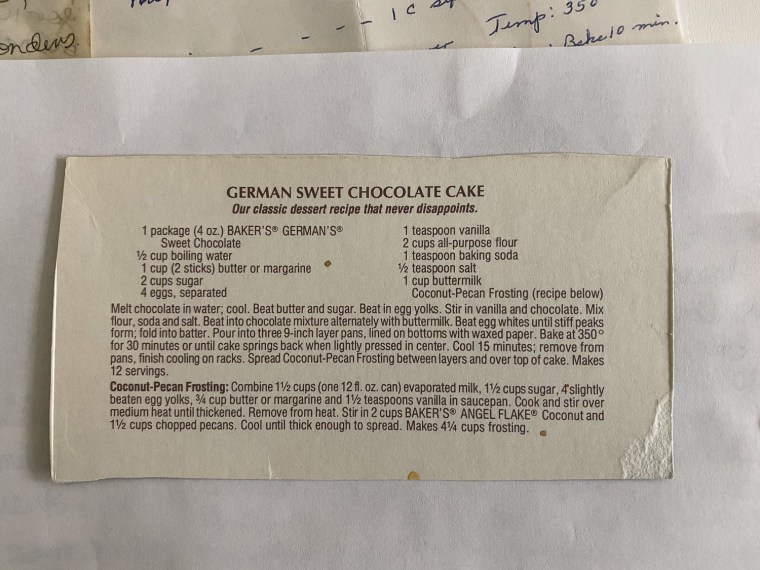 1 c
Temp: 350
Bake 10 min.
GERMAN SWEET CHOCOLATE CAKE
Our classic dessert recipe that never disappoints.
1 package (4 oz.) BAKER'S® GERMAN'S®
Sweet Chocolate
½ cup boiling water
1 cup (2 sticks) butter or margarine
2 cups sugar
4 eggs, separated
1 teaspoon vanilla
2 cups all-purpose flour
1 teaspoon baking soda
½ teaspoon salt
1 cup buttermilk
Coconut-Pecan Frosting (recipe below)
Melt chocolate in water; cool. Beat butter and sugar. Beat in egg yolks. Stir in vanilla and chocolate. Mix
flour, soda and salt. Beat into chocolate mixture alternately with buttermilk. Beat egg whites until stiff peaks
form; fold into batter. Pour into three 9-inch layer pans, lined on bottoms with waxed paper. Bake at 350°
for 30 minutes or until cake springs back when lightly pressed in center. Cool 15 minutes; remove from
pans, finish cooling on racks. Spread Coconut-Pecan Frosting between layers and over top of cake. Makes
12 servings.
Coconut-Pecan Frosting: Combine 1½ cups (one 12 fl. oz. can) evaporated milk, 1½ cups sugar, 4 slightly
beaten egg yolks, ¾ cup butter or margarine and 1½ teaspoons vanilla in saucepan. Cook and stir over
medium heat until thickened. Remove from heat. Stir in 2 cups BAKER'S® ANGEL FLAKE® Coconut and
1½ cups chopped pecans. Cool until thick enough to spread. Makes 4¼ cups frosting.